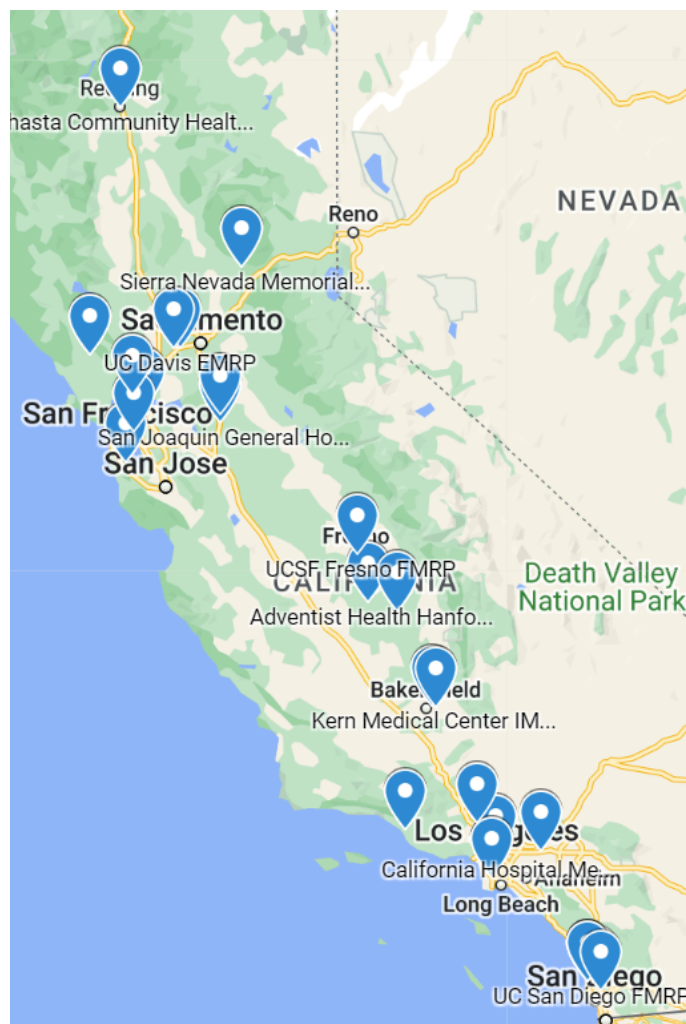 Redding
hasta Community Healt...
NEVADA
Reno
Sierra Nevada Memorial...
Sacramento
UC Davis EMRP
San Francisco
San Joaquin General Ho...
San Jose
Fresno
UCSF Fresno FMRP
CALIFORNIA
Death Valley
National Park
Adventist Health Hanfo...
Bakersfield
Kern Medical Center IM...
Los Angeles
California Hospital Me...
Anaheim
Long Beach
San Diego
UC San Diego FMRP